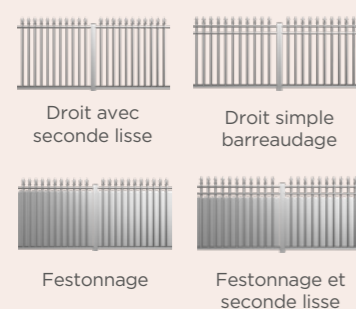 Droit avec
seconde lisse
Droit simple
barreaudage
Festonnage
Festonnage et
seconde lisse